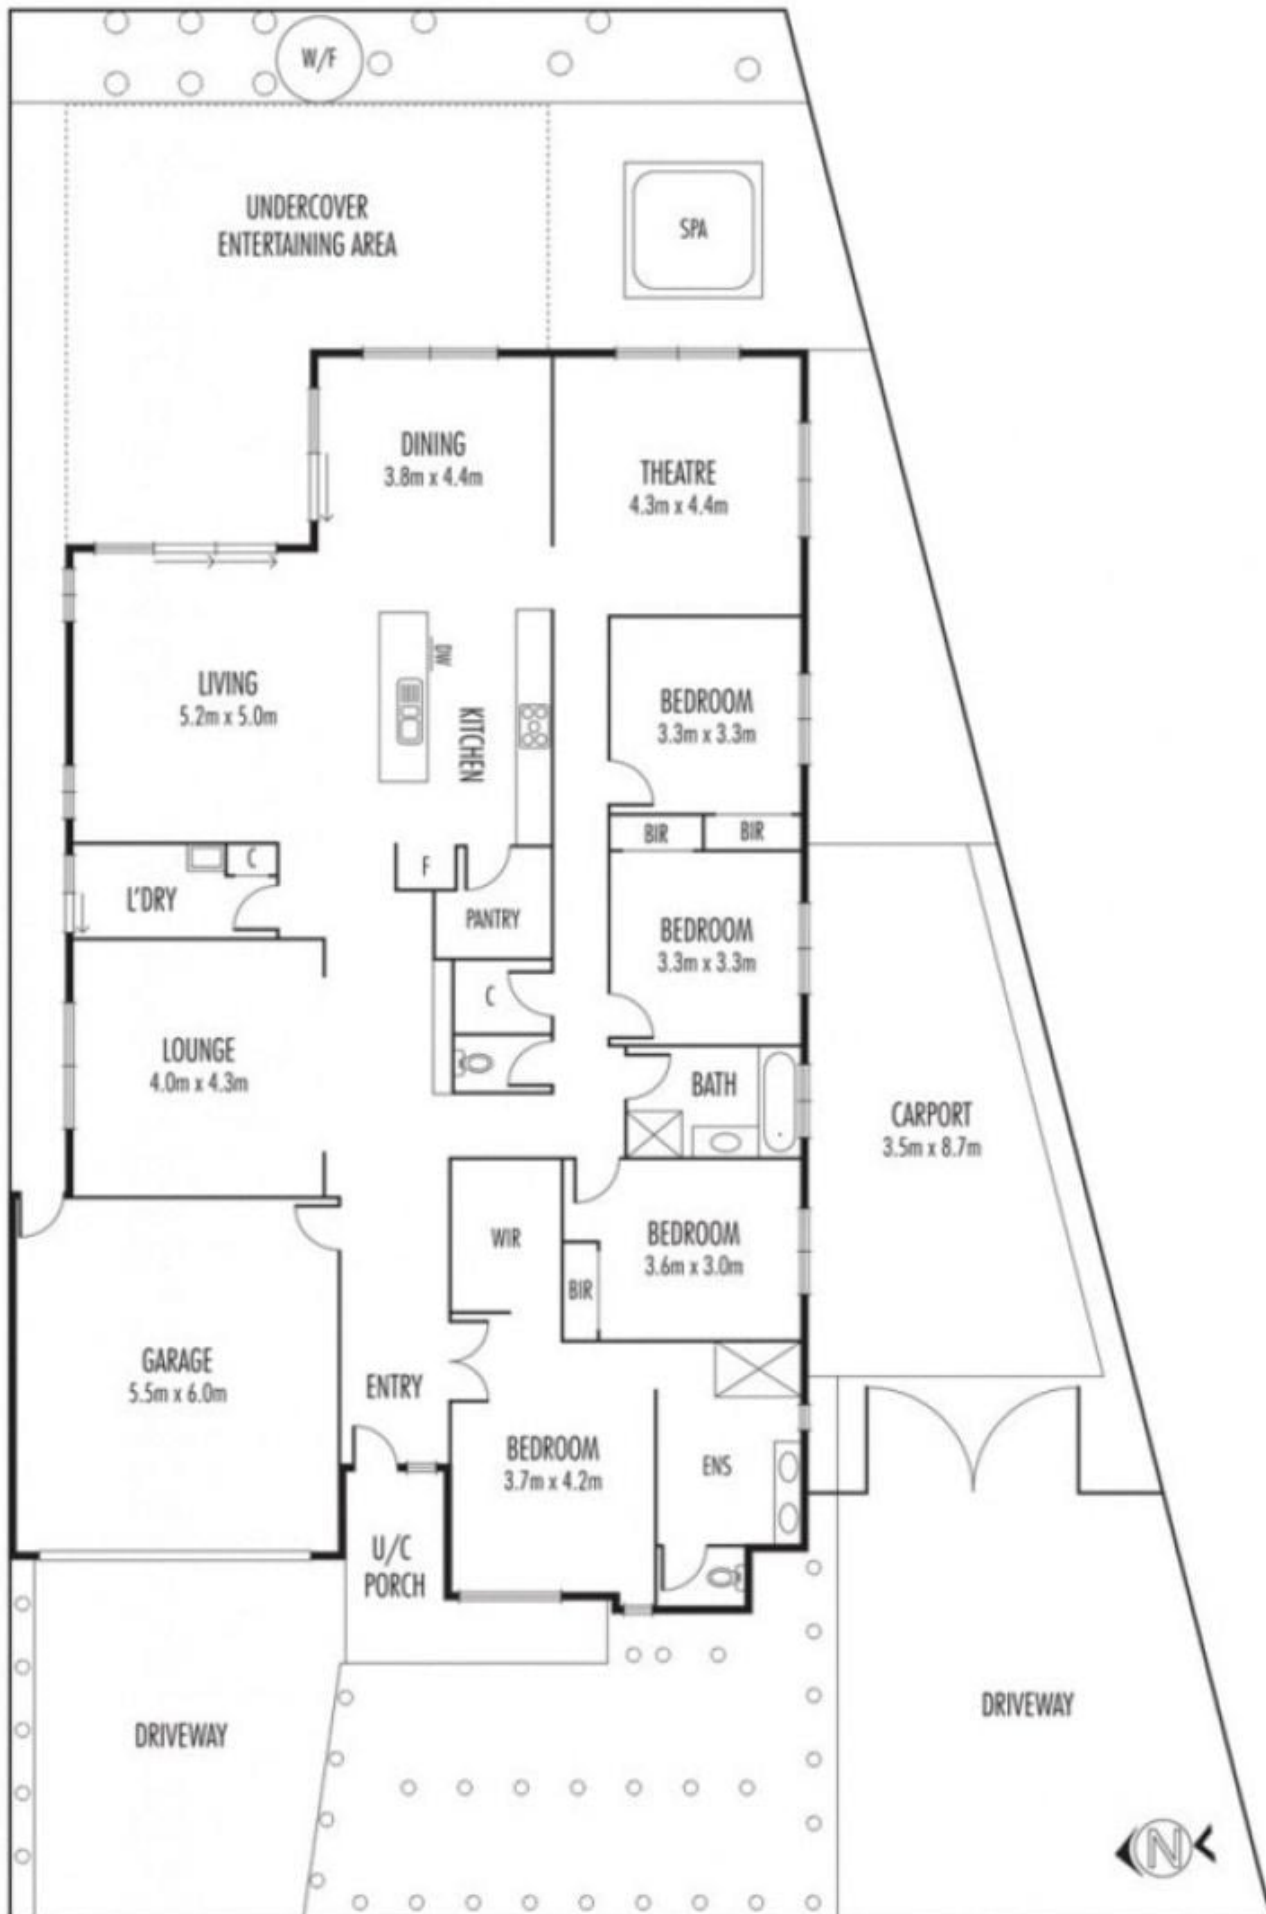 W/F
UNDERCOVER
ENTERTAINING AREA
SPA
DINING
3.8m x 4.4m
THEATRE
4.3m x 4.4m
LIVING
5.2m x 5.0m
DW
KITCHEN
BEDROOM
3.3m x 3.3m
BIR
BIR
C
F
L'DRY
PANTRY
BEDROOM
3.3m x 3.3m
C
LOUNGE
4.0m x 4.3m
BATH
CARPORT
3.5m x 8.7m
WIR
BEDROOM
3.6m x 3.0m
BIR
GARAGE
5.5m x 6.0m
ENTRY
BEDROOM
3.7m x 4.2m
ENS
U/C
PORCH
DRIVEWAY
DRIVEWAY
N